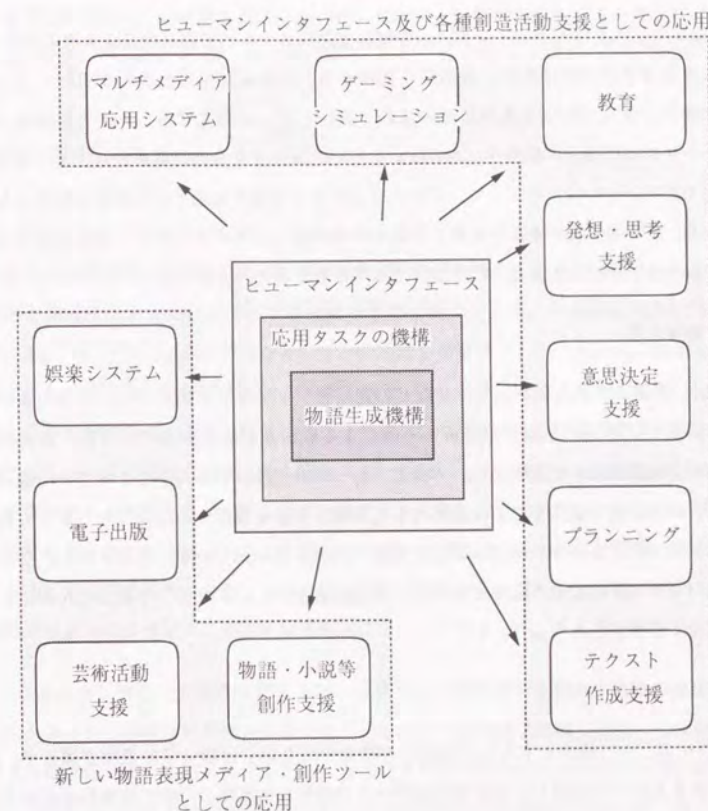 ヒューマンインタフェース及び各種創造活動支援としての応用
マルチメディア
応用システム
ゲーミング
シミュレーション
教育
発想・思考
支援
ヒューマンインタフェース
応用タスクの機構
物語生成機構
娯楽システム
意思決定
支援
電子出版
プランニング
芸術活動
支援
物語・小説等
創作支援
テクスト
作成支援
新しい物語表現メディア・創作ツール
としての応用